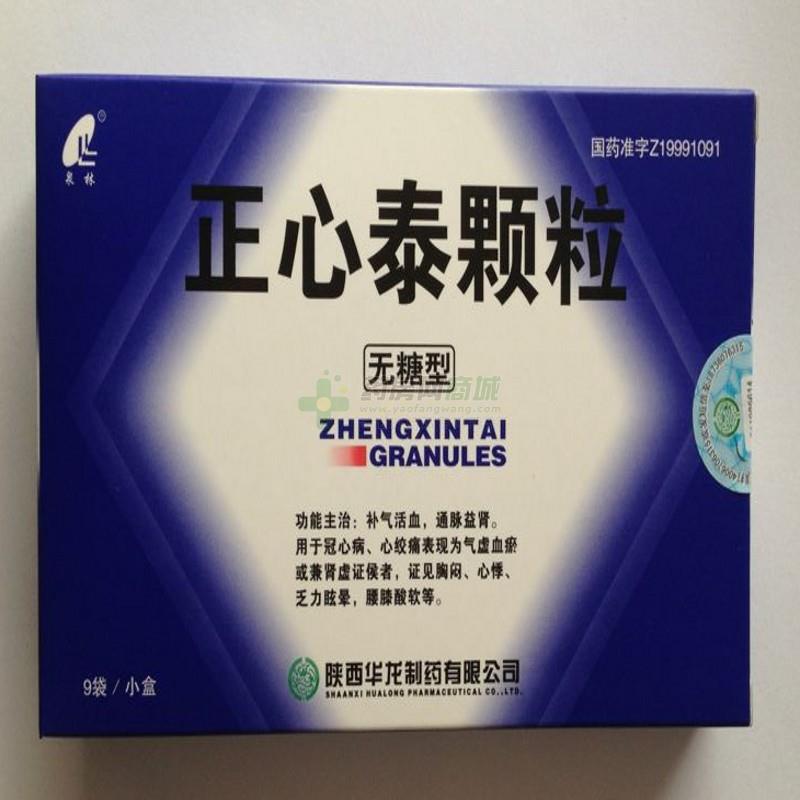 泉林
国药准字Z19991091
正心泰颗粒
无糖型
药房网商城
www.yaofangwang.com
ZHENGXINTAI
GRANULES
功能主治：补气活血，通脉益肾。
用于冠心病、心绞痛表现为气虚血瘀
或兼肾虚证侯者，证见胸闷、心悸、
乏力眩晕，腰膝酸软等。
9袋/小盒
陕西华龙制药有限公司
SHAANXI HUALONG PHARMACEUTICAL CO.,LTD.